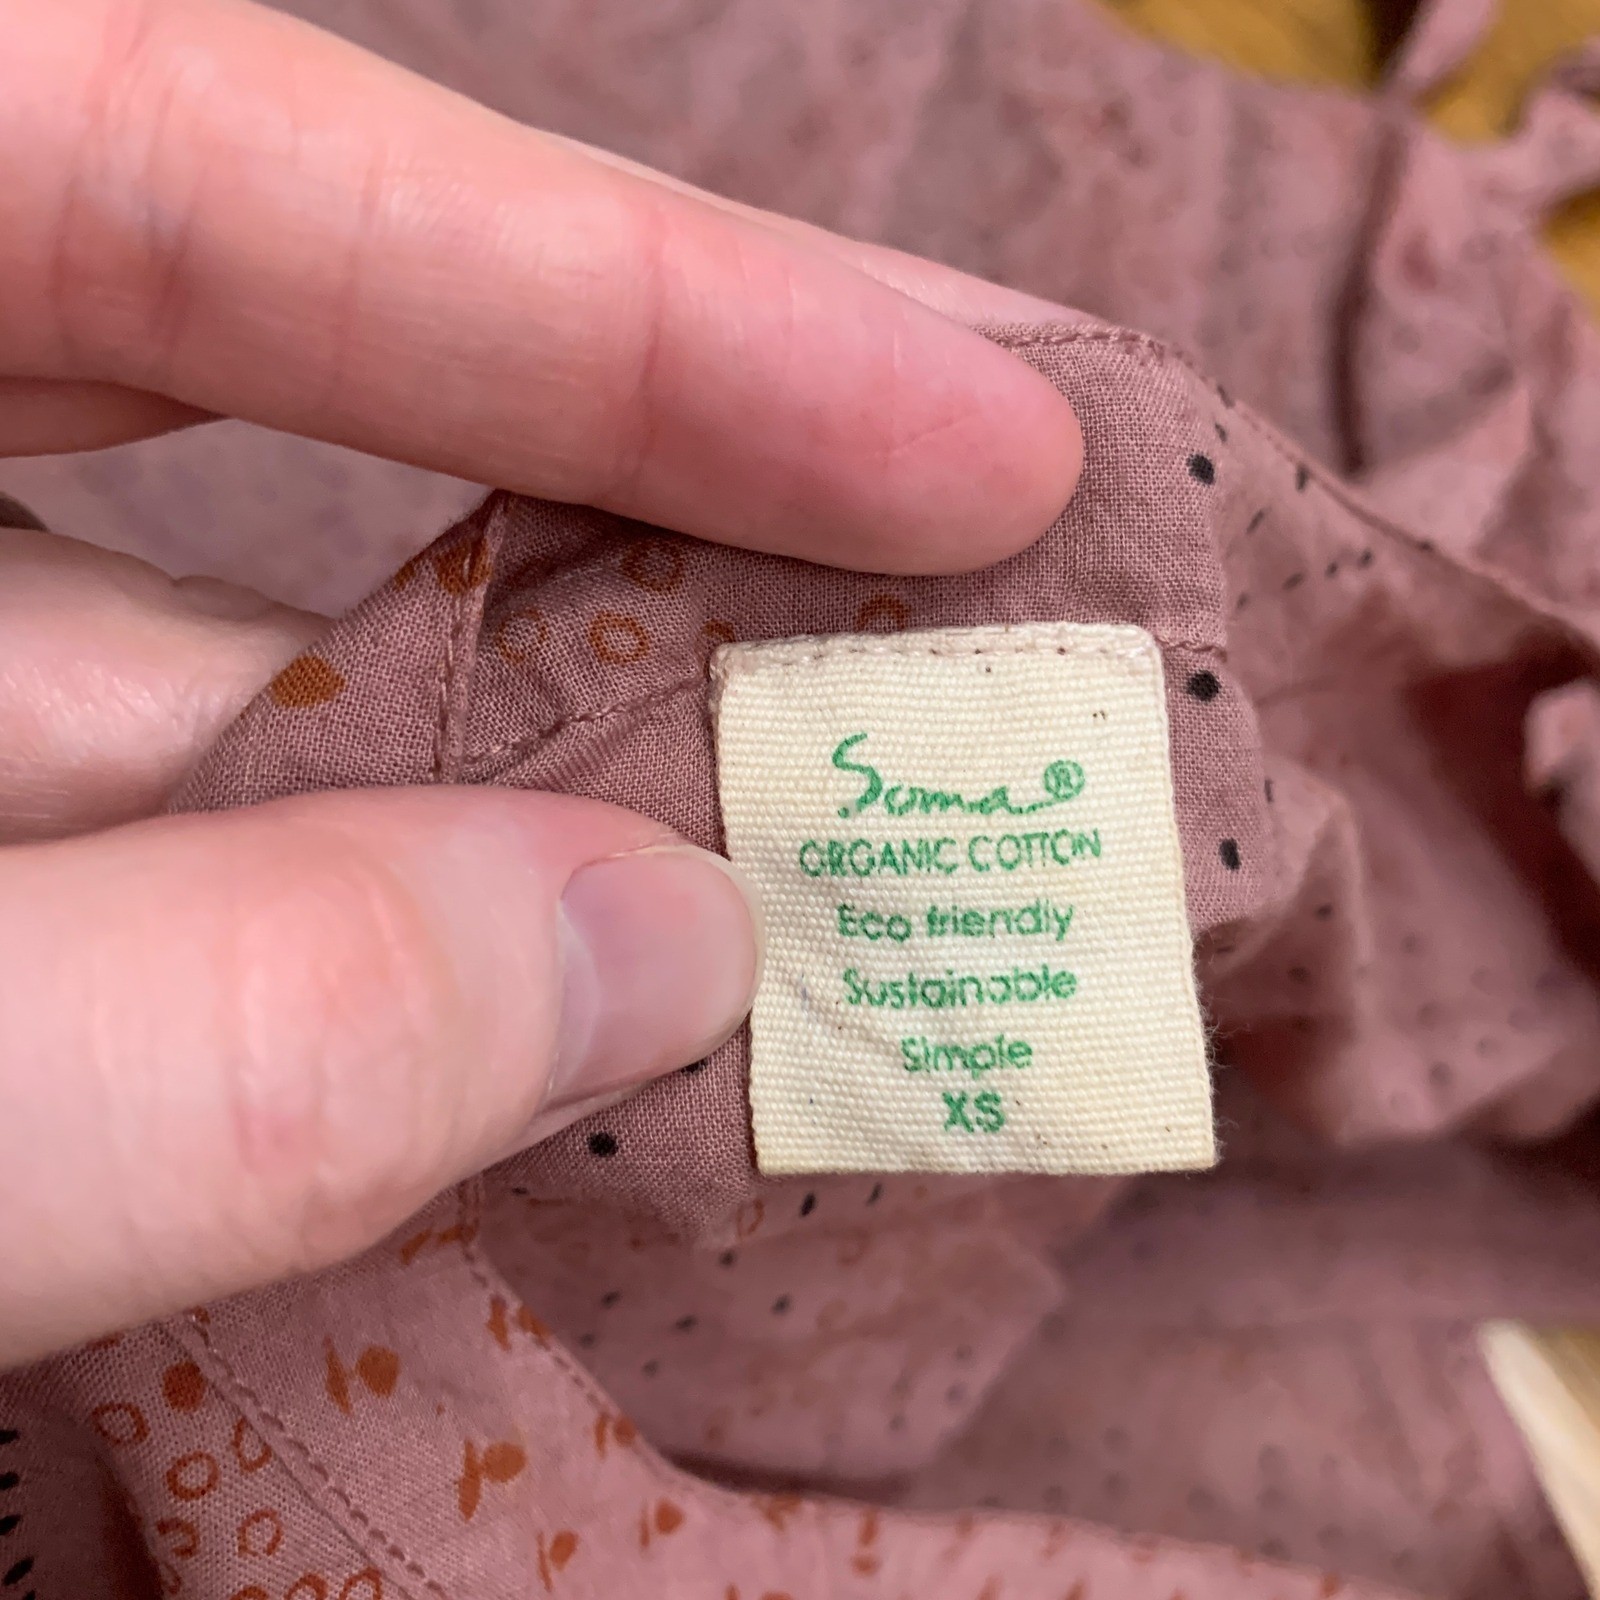 Soma®
ORGANIC COTTON
Eco friendly
Sustainable
Simple
XS